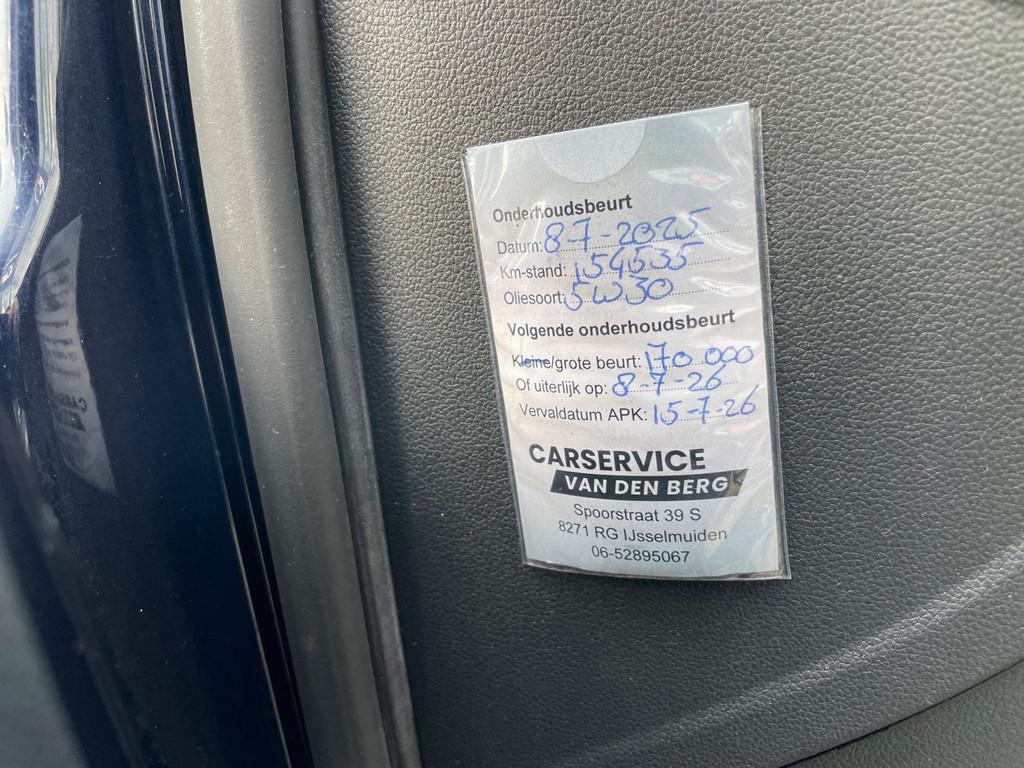 Onderhoudsbeurt
Datum: 8-7-2025
Km-stand: 154535
Oliesoort: 5W30
Volgende onderhoudsbeurt
Kleine/grote beurt: 170.000
Of uiterlijk op: 8-7-26
Vervaldatum APK: 15-7-26
CARSERVICE
VAN DEN BERG
Spoorstraat 39 S
8271 RG IJsselmuiden
06-52895067